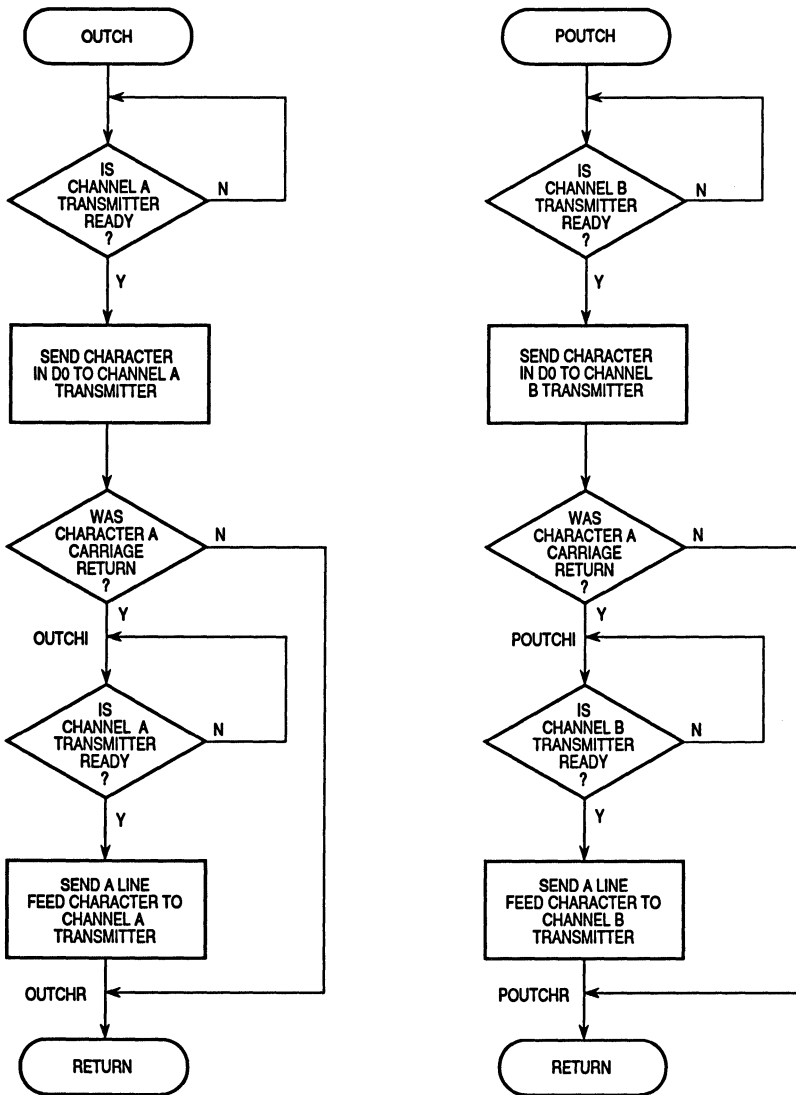 OUTCH
IS
CHANNEL A
TRANSMITTER
READY
?
N
Y
SEND CHARACTER
IN D0 TO CHANNEL A
TRANSMITTER
WAS
CHARACTER A
CARRIAGE
RETURN
?
N
Y
OUTCHI
IS
CHANNEL A
TRANSMITTER
READY
?
N
Y
SEND A LINE
FEED CHARACTER TO
CHANNEL A
TRANSMITTER
OUTCHR
RETURN
POUTCH
IS
CHANNEL B
TRANSMITTER
READY
?
N
Y
SEND CHARACTER
IN D0 TO CHANNEL
B TRANSMITTER
WAS
CHARACTER A
CARRIAGE
RETURN
?
N
Y
POUTCHI
IS
CHANNEL B
TRANSMITTER
READY
?
N
Y
SEND A LINE
FEED CHARACTER TO
CHANNEL B
TRANSMITTER
POUTCHR
RETURN